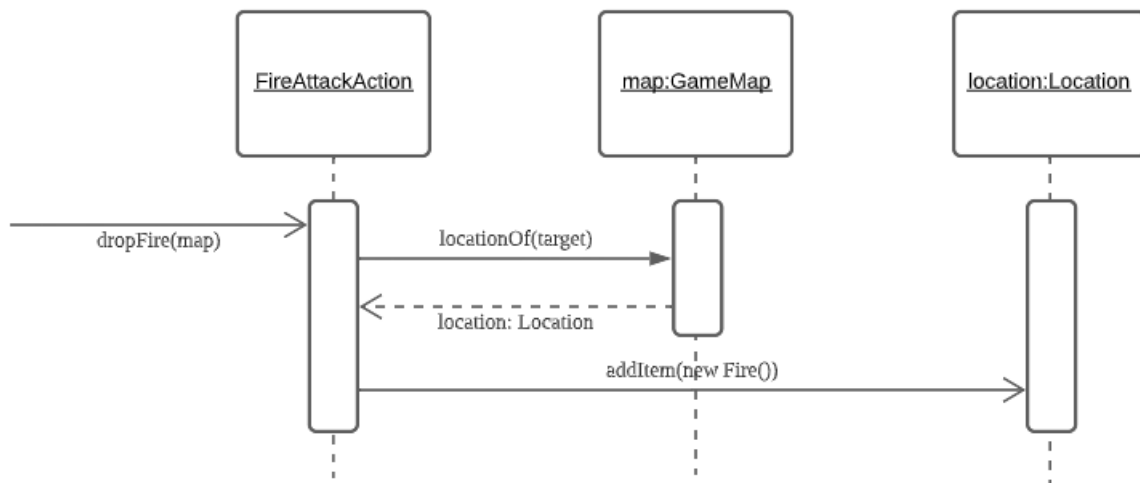 FireAttackAction
map:GameMap
location:Location
dropFire(map)
locationOf(target)
location: Location
addItem(new Fire())